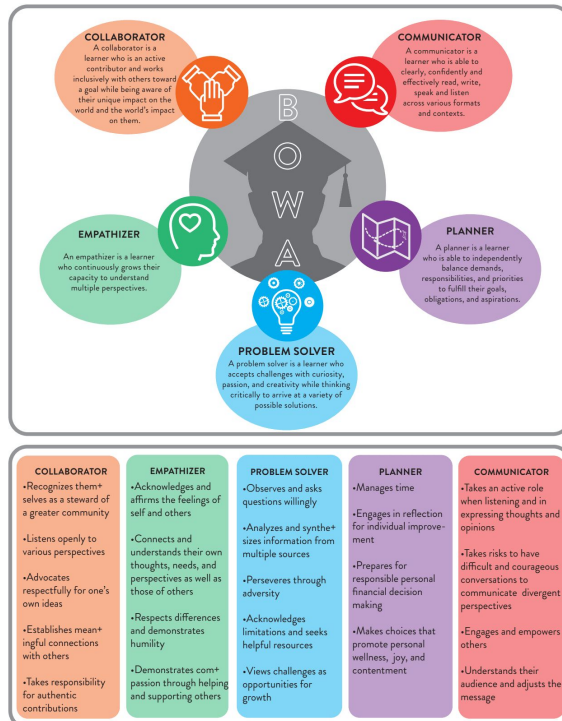 COLLABORATOR
A collaborator is a
learner who is an active
contributor and works
inclusively with others toward
a goal while being aware of
their unique impact on the
world and the world's impact
on them.
COMMUNICATOR
A communicator is a
learner who is able to
clearly, confidently and
effectively read, write,
speak and listen
across various formats
and contexts.
B
O
W
A
EMPATHIZER
An empathizer is a learner
who continuously grows their
capacity to understand
multiple perspectives.
PLANNER
A planner is a learner
who is able to independently
balance demands,
responsibilities, and priorities
to fulfill their goals,
obligations, and aspirations.
PROBLEM SOLVER
A problem solver is a learner who
accepts challenges with curiosity,
passion, and creativity while thinking
critically to arrive at a variety of
possible solutions.
COLLABORATOR
•Recognizes them+
selves as a steward of
a greater community
•Listens openly to
various perspectives
•Advocates
respectfully for one's
own ideas
•Establishes mean+
ingful connections
with others
•Takes responsibility
for authentic
contributions
EMPATHIZER
•Acknowledges and
affirms the feelings of
self and others
•Connects and
understands their own
thoughts, needs, and
perspectives as well as
those of others
•Respects differences
and demonstrates
humility
•Demonstrates com+
passion through helping
and supporting others
PROBLEM SOLVER
•Observes and asks
questions willingly
•Analyzes and synthe+
sizes information from
multiple sources
•Perseveres through
adversity
•Acknowledges
limitations and seeks
helpful resources
•Views challenges as
opportunities for
growth
PLANNER
•Manages time
•Engages in reflection
for individual improve-
ment
•Prepares for
responsible personal
financial decision
making
•Makes choices that
promote personal
wellness, joy, and
contentment
COMMUNICATOR
•Takes an active role
when listening and in
expressing thoughts and
opinions
•Takes risks to have
difficult and courageous
conversations to
communicate divergent
perspectives
•Engages and empowers
others
•Understands their
audience and adjusts the
message